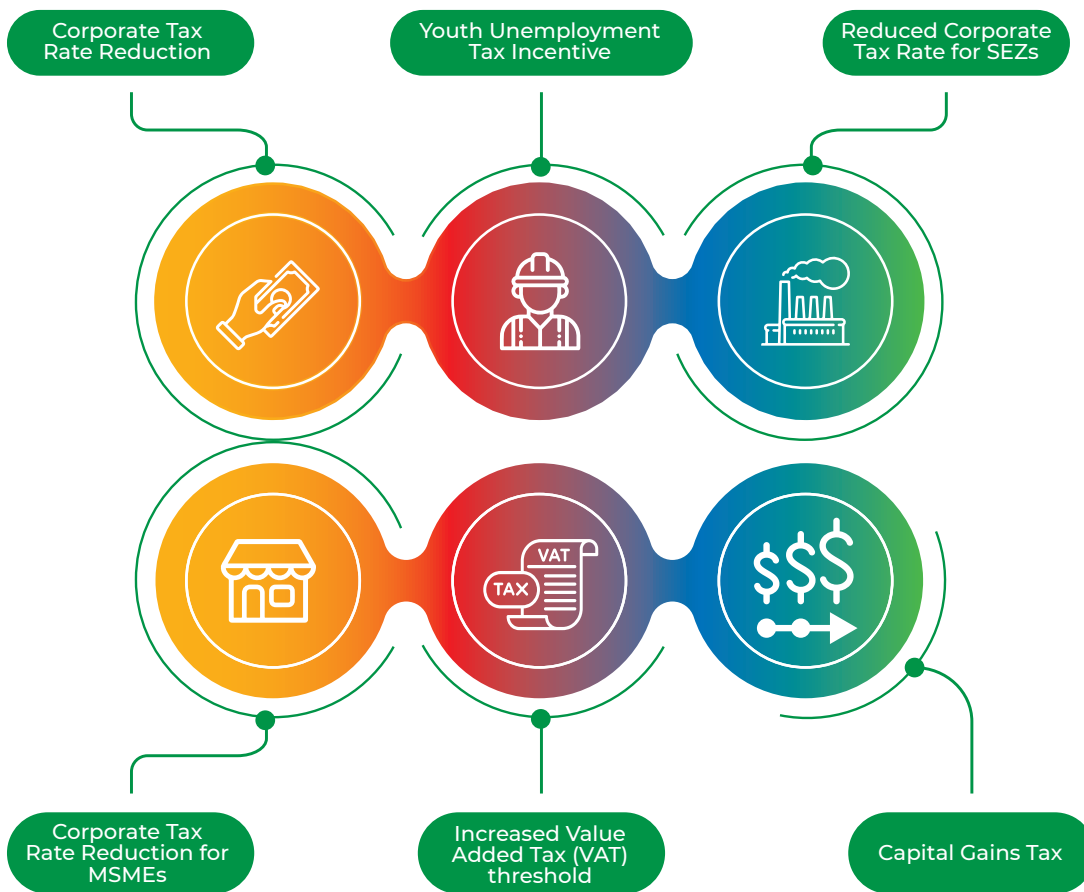 Corporate Tax
Rate Reduction
Youth Unemployment
Tax Incentive
Reduced Corporate
Tax Rate for SEZs
VAT
TAX
$$$
Corporate Tax
Rate Reduction for
MSMEs
Increased Value
Added Tax (VAT)
threshold
Capital Gains Tax